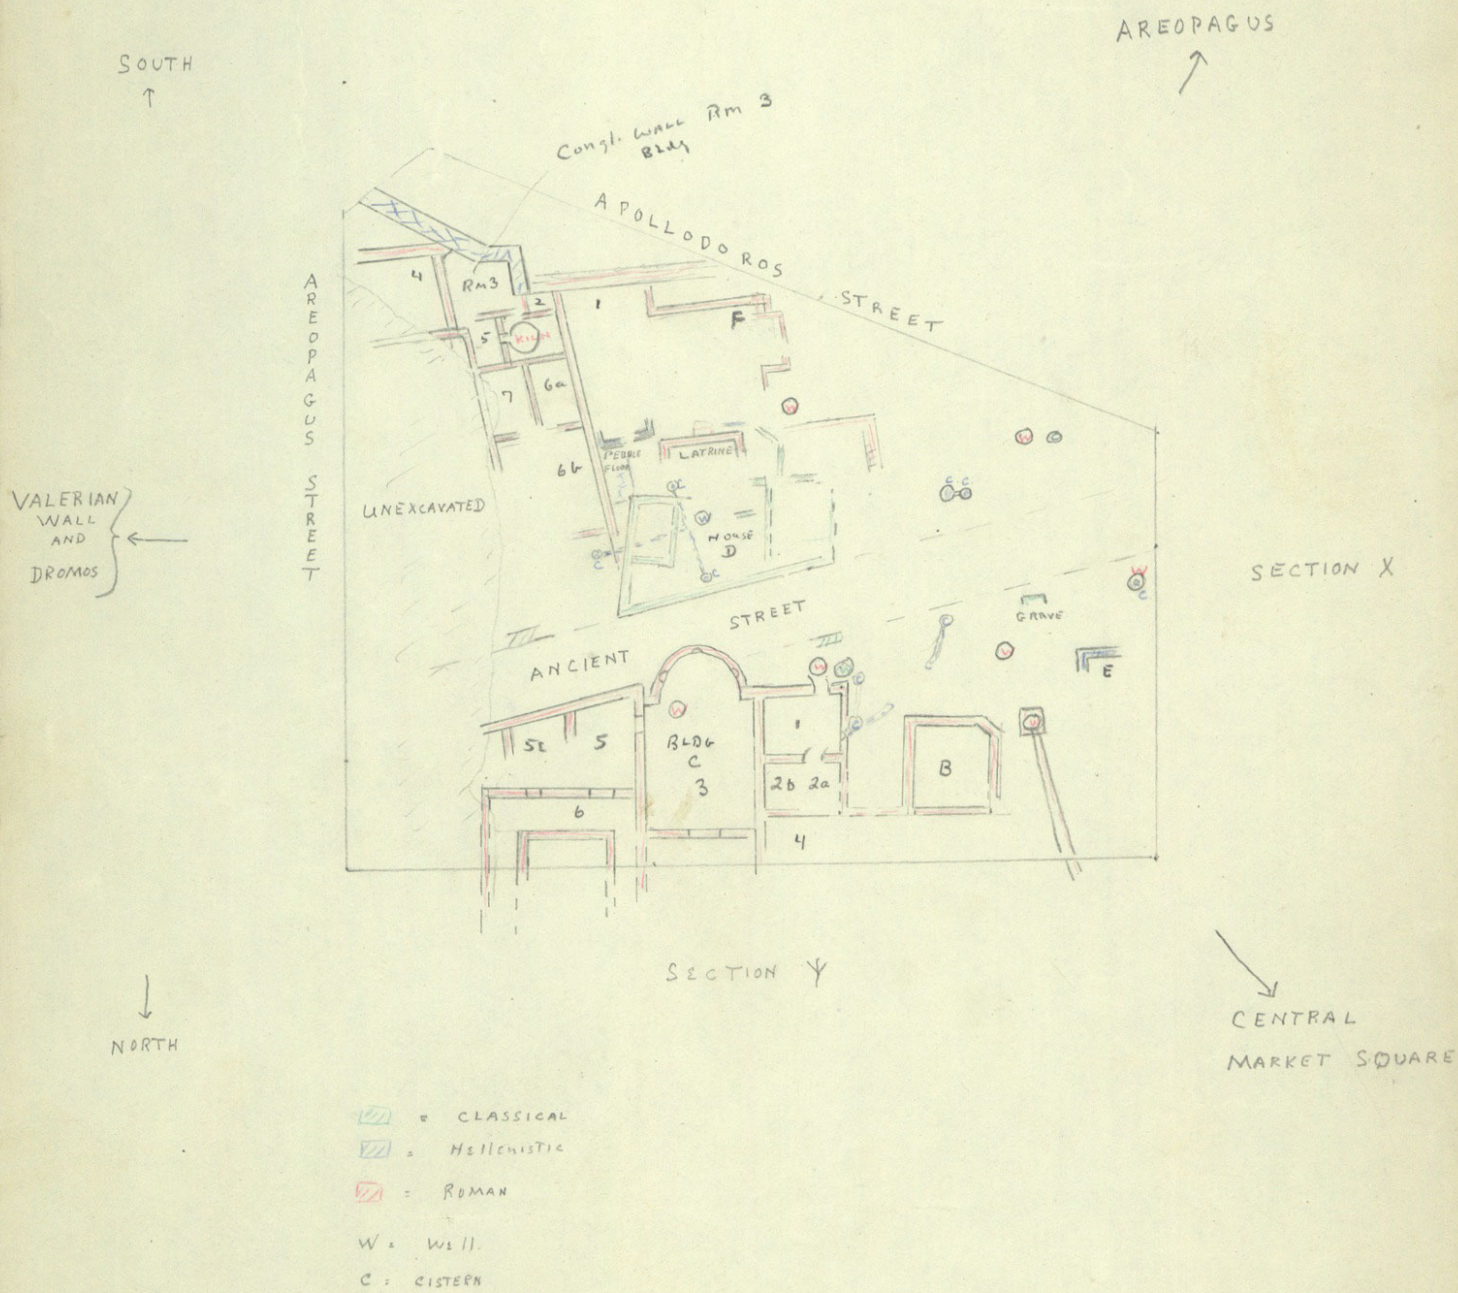 AREOPAGUS
SOUTH
Congl. WALL Rm 3
BLdg
APOLLODOROS STREET
AREOPAGUS STREET
4
Rm3
2
1
F
5
KILN
7
6a
W
W C
PEBBLE
FLOOR
LATRINE
6b
C
C C
VALERIAN
WALL
AND
DROMOS
UNEXCAVATED
W
HOUSE
D
C
C
W
C
SECTION X
GRAVE
STREET
ANCIENT
C
W
E
W
W
C
W
C
W
1
5c
5
BLDG
C
3
2b
2a
B
6
4
SECTION Ψ
CENTRAL
MARKET SQUARE
NORTH
= CLASSICAL
= Hellenistic
= ROMAN
W = Well.
C = CISTERN